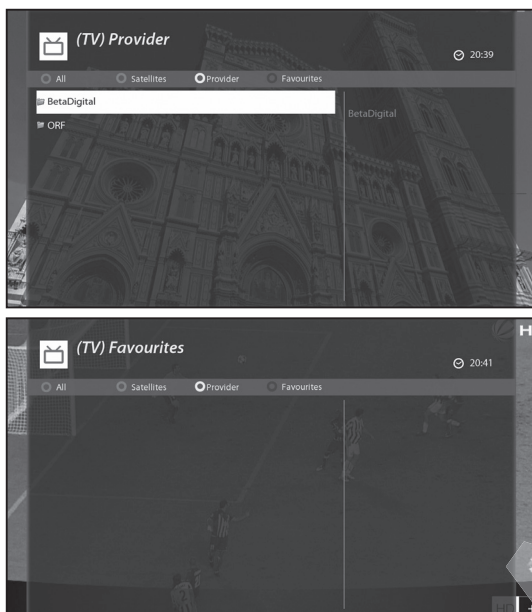 (TV) Provider
20:39
All Satellites Provider Favourites
BetaDigital
BetaDigital
ORF
H
(TV) Favourites
20:41
All Satellites Provider Favourites